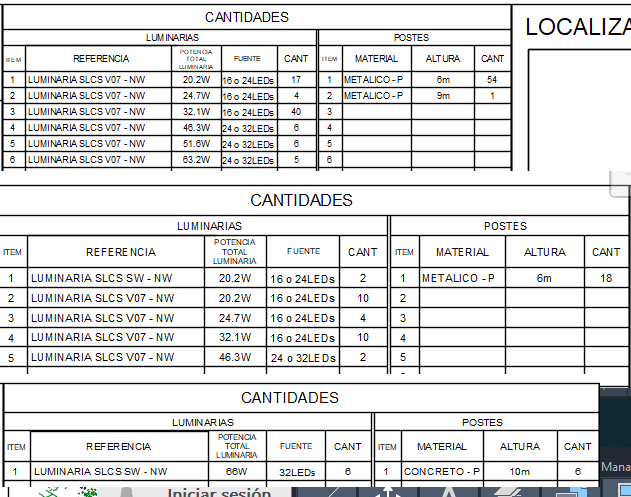 CANTIDADES
LOCALIZA
LUMINARIAS POSTES
ITEM REFERENCIA POTENCIA TOTAL LUMINARIA FUENTE CANT ITEM MATERIAL ALTURA CANT
1 LUMINARIA SLCS V07 - NW 20.2W 16 o 24LEDs 17 1 METALICO - P 6m 54
2 LUMINARIA SLCS V07 - NW 24.7W 16 o 24LEDs 4 2 METALICO - P 9m 1
3 LUMINARIA SLCS V07 - NW 32.1W 16 o 24LEDs 40 3
4 LUMINARIA SLCS V07 - NW 46.3W 24 o 32LEDs 6 4
5 LUMINARIA SLCS V07 - NW 51.6W 24 o 32LEDs 6 5
6 LUMINARIA SLCS V07 - NW 63.2W 24 o 32LEDs 5 6
CANTIDADES
LUMINARIAS POSTES
ITEM REFERENCIA POTENCIA TOTAL LUMINARIA FUENTE CANT ITEM MATERIAL ALTURA CANT
1 LUMINARIA SLCS SW - NW 20.2W 16 o 24LEDs 2 1 METALICO - P 6m 18
2 LUMINARIA SLCS V07 - NW 20.2W 16 o 24LEDs 10 2
3 LUMINARIA SLCS V07 - NW 24.7W 16 o 24LEDs 4 3
4 LUMINARIA SLCS V07 - NW 32.1W 16 o 24LEDs 10 4
5 LUMINARIA SLCS V07 - NW 46.3W 24 o 32LEDs 2 5
CANTIDADES
LUMINARIAS POSTES
ITEM REFERENCIA POTENCIA TOTAL LUMINARIA FUENTE CANT ITEM MATERIAL ALTURA CANT
1 LUMINARIA SLCS SW - NW 66W 32LEDs 6 1 CONCRETO - P 10m 6
Mana
Iniciar sesión